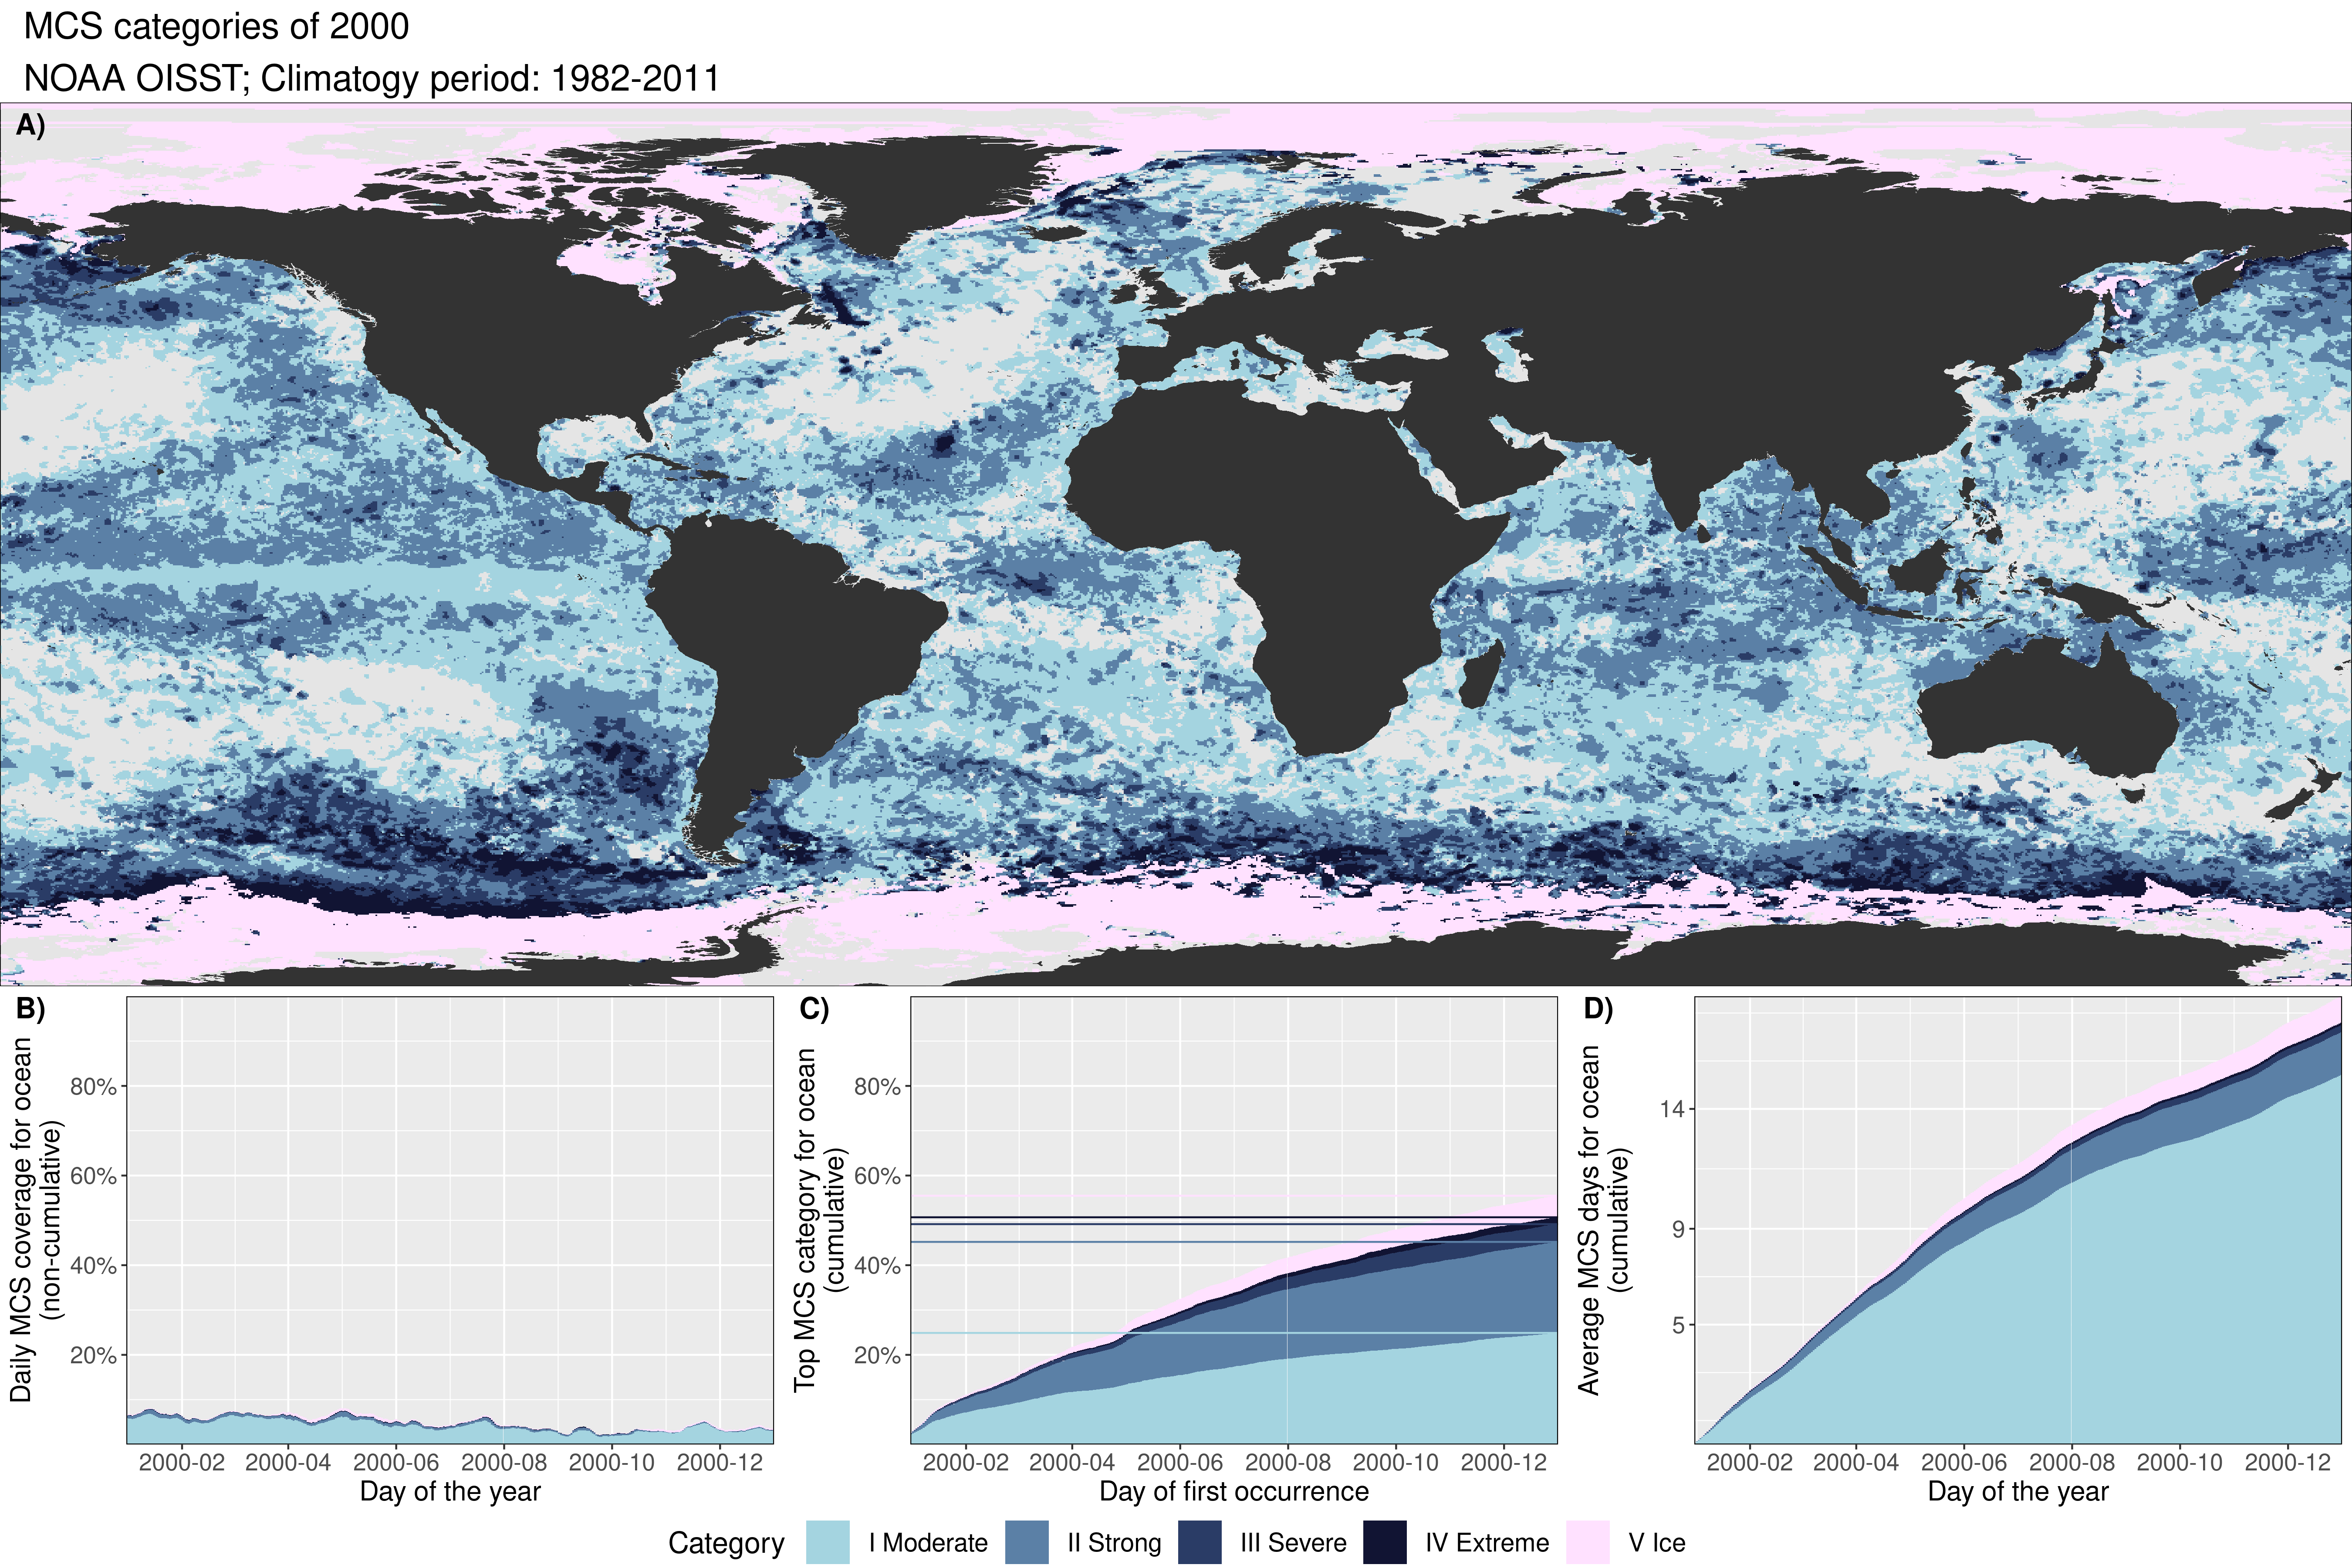 MCS categories of 2000
NOAA OISST; Climatogy period: 1982-2011
A)
B)
Daily MCS coverage for ocean
(non-cumulative)
80%
60%
40%
20%
2000-02 2000-04 2000-06 2000-08 2000-10 2000-12
Day of the year
C)
Top MCS category for ocean
(cumulative)
80%
60%
40%
20%
2000-02 2000-04 2000-06 2000-08 2000-10 2000-12
Day of first occurrence
D)
Average MCS days for ocean
(cumulative)
14
9
5
2000-02 2000-04 2000-06 2000-08 2000-10 2000-12
Day of the year
Category I Moderate II Strong III Severe IV Extreme V Ice